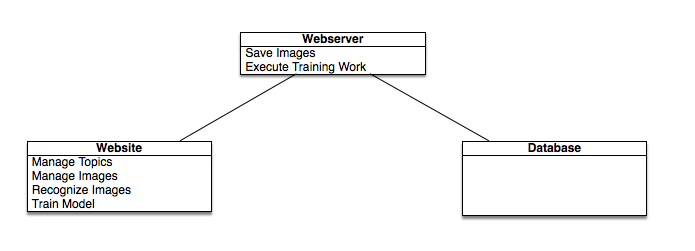 Webserver
Save Images
Execute Training Work
Website
Manage Topics
Manage Images
Recognize Images
Train Model
Database